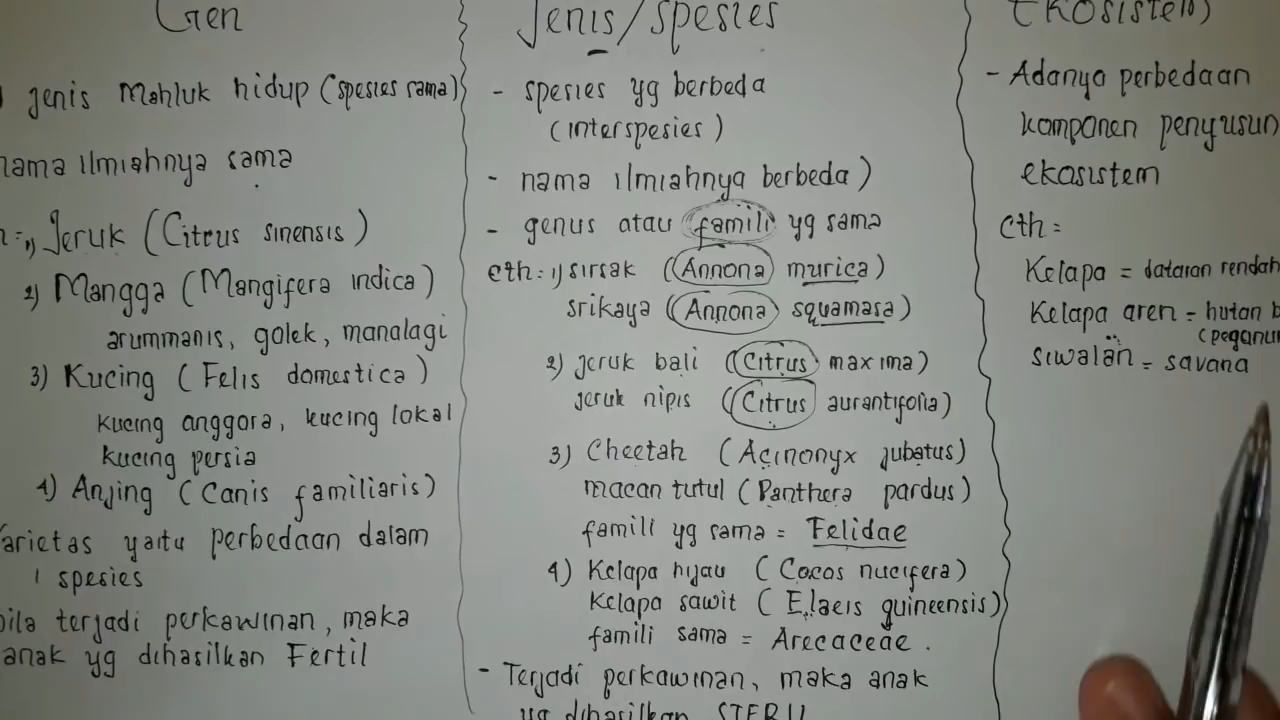 Gen
jenis Mahluk hidup (spesies sama)
nama ilmiahnya sama
1) Jeruk (Citrus sinensis)
2) Mangga (Mangifera indica)
arummanis, golek, manalagi
3) Kucing (Felis domestica)
kucing anggora, kucing lokal
kucing persia
4) Anjing (Canis familiaris)
arietas yaitu perbedaan dalam
1 spesies
bila terjadi perkawinan, maka
anak yg dihasilkan Fertil
Jenis/spesies
- spesies yg berbeda
(interspesies)
- nama ilmiahnya berbeda)
- genus atau famili yg sama
cth: 1) sirsak (Annona murica)
srikaya (Annona squamasa)
2) jeruk bali (Citrus maxima)
jeruk nipis (Citrus aurantifolia)
3) Cheetah (Acinonyx jubatus)
macan tutul (Panthera pardus)
famili yg sama = Felidae
4) Kelapa hijau (Cocos nucifera)
Kelapa sawit (Elaeis guineensis)
famili sama = Arecaceae.
- Terjadi perkawinan, maka anak
yg dihasilkan STERIL
Ekosistem
- Adanya perbedaan
komponen penyusun
ekosistem
cth =
Kelapa = dataran rendah
Kelapa aren = hutan
(pegunu
siwalan = savana